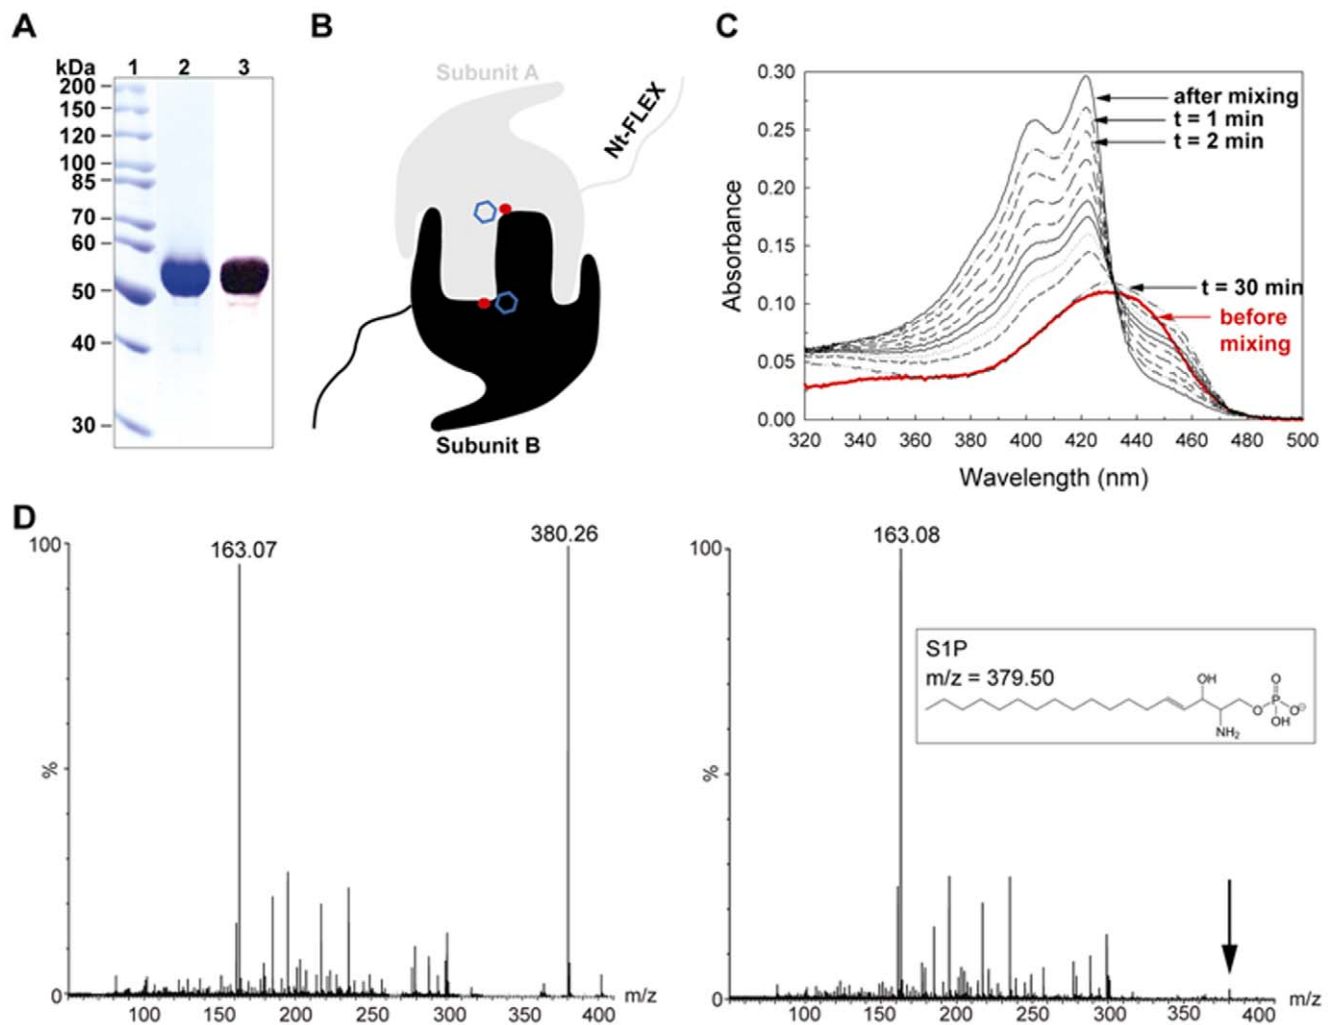 A
B
C
kDa
1
2
3
200
150
120
100
85
70
60
50
40
30
Subunit A
Nt-FLEX
Subunit B
Absorbance
0.30
0.25
0.20
0.15
0.10
0.05
0.00
after mixing
t = 1 min
t = 2 min
t = 30 min
before
mixing
320 340 360 380 400 420 440 460 480 500
Wavelength (nm)
D
100
%
0
163.07
380.26
100 150 200 250 300 350 400 m/z
100
%
0
163.08
S1P
m/z = 379.50
OH
O
O
P
O⊖
OH
NH₂
100 150 200 250 300 350 400 m/z